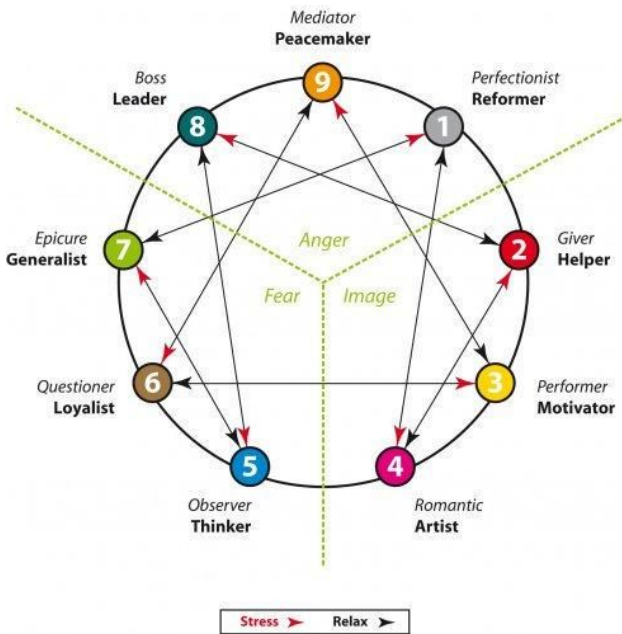 Mediator
Peacemaker
9
Boss
Leader
8
Perfectionist
Reformer
1
Epicure
Generalist
7
Anger
Giver
Helper
2
Fear
Image
Questioner
Loyalist
6
Performer
Motivator
3
Observer
Thinker
5
Romantic
Artist
4
Stress
Relax